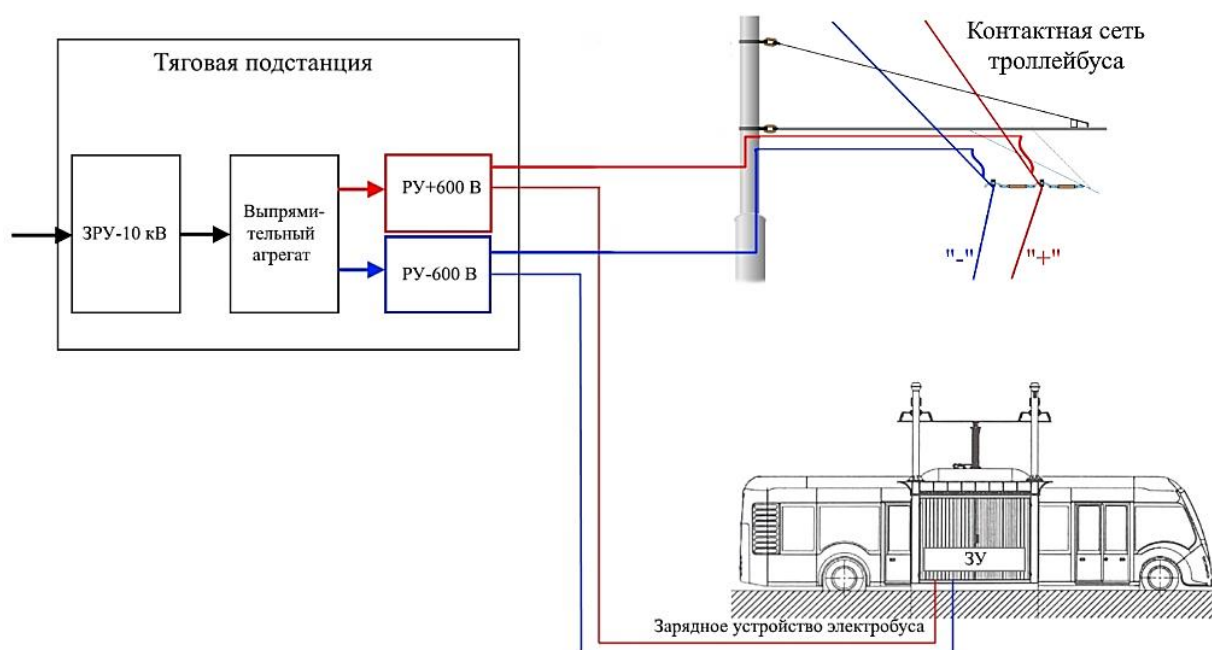 Тяговая подстанция
ЗРУ-10 кВ
Выпрями-
тельный
агрегат
РУ+600 В
РУ-600 В
Контактная сеть
троллейбуса
"-"
"+"
ЗУ
Зарядное устройство электробуса